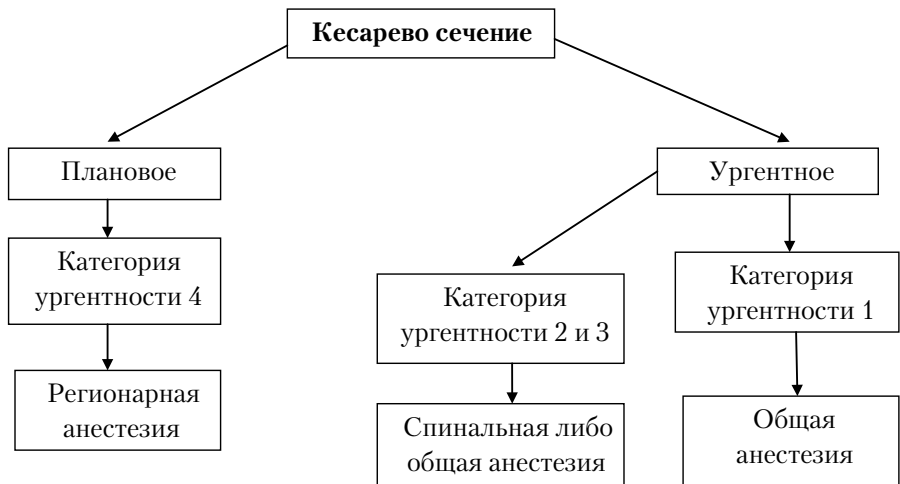 Кесарево сечение
Плановое
Ургентное
Категория
ургентности 4
Категория
ургентности 2 и 3
Категория
ургентности 1
Регионарная
анестезия
Спинальная либо
общая анестезия
Общая
анестезия